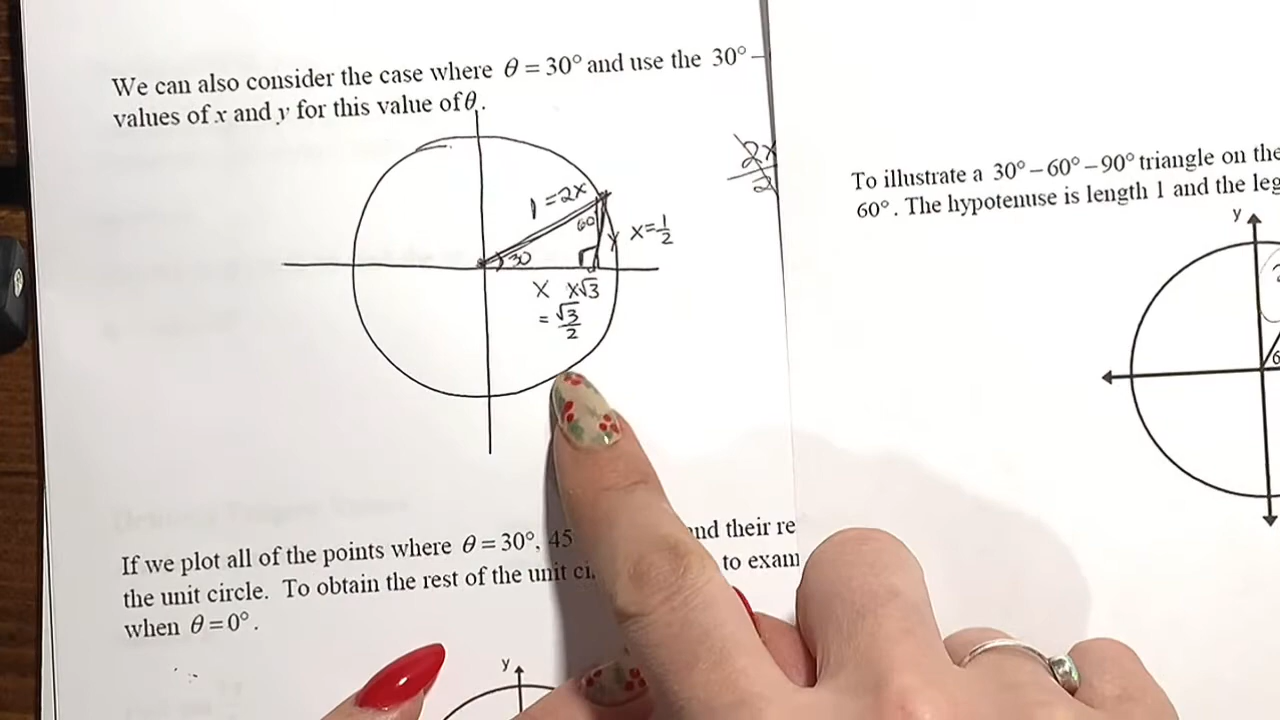 We can also consider the case where θ = 30° and use the 30° –
values of x and y for this value of θ.
1 = 2x
60
30
y
x = 1/2
x x√3
= √3/2
2x/2
If we plot all of the points where θ = 30°, 45 nd their re
the unit circle. To obtain the rest of the unit ci to exam
when θ = 0°.
y
To illustrate a 30° – 60° – 90° triangle on the
60°. The hypotenuse is length 1 and the leg
y